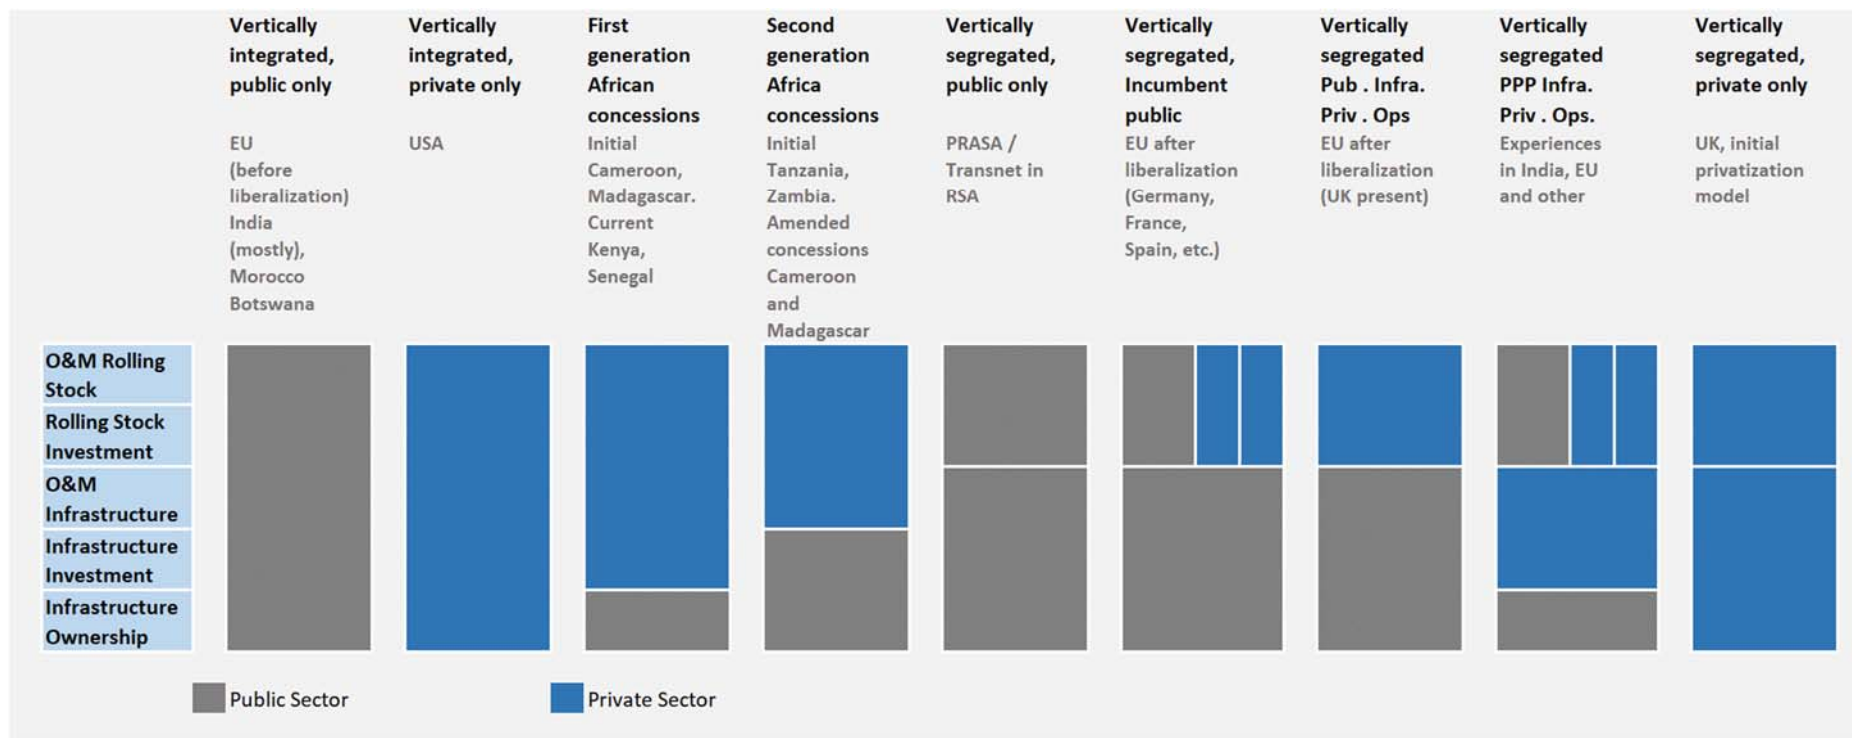 Vertically
integrated,
public only
EU
(before
liberalization)
India
(mostly),
Morocco
Botswana
Vertically
integrated,
private only
USA
First
generation
African
concessions
Initial
Cameroon,
Madagascar.
Current
Kenya,
Senegal
Second
generation
Africa
concessions
Initial
Tanzania,
Zambia.
Amended
concessions
Cameroon
and
Madagascar
Vertically
segregated,
public only
PRASA /
Transnet in
RSA
Vertically
segregated,
Incumbent
public
EU after
liberalization
(Germany,
France,
Spain, etc.)
Vertically
segregated
Pub . Infra.
Priv . Ops
EU after
liberalization
(UK present)
Vertically
segregated
PPP Infra.
Priv . Ops.
Experiences
in India, EU
and other
Vertically
segregated,
private only
UK, initial
privatization
model
O&M Rolling
Stock
Rolling Stock
Investment
O&M
Infrastructure
Infrastructure
Investment
Infrastructure
Ownership
Public Sector
Private Sector